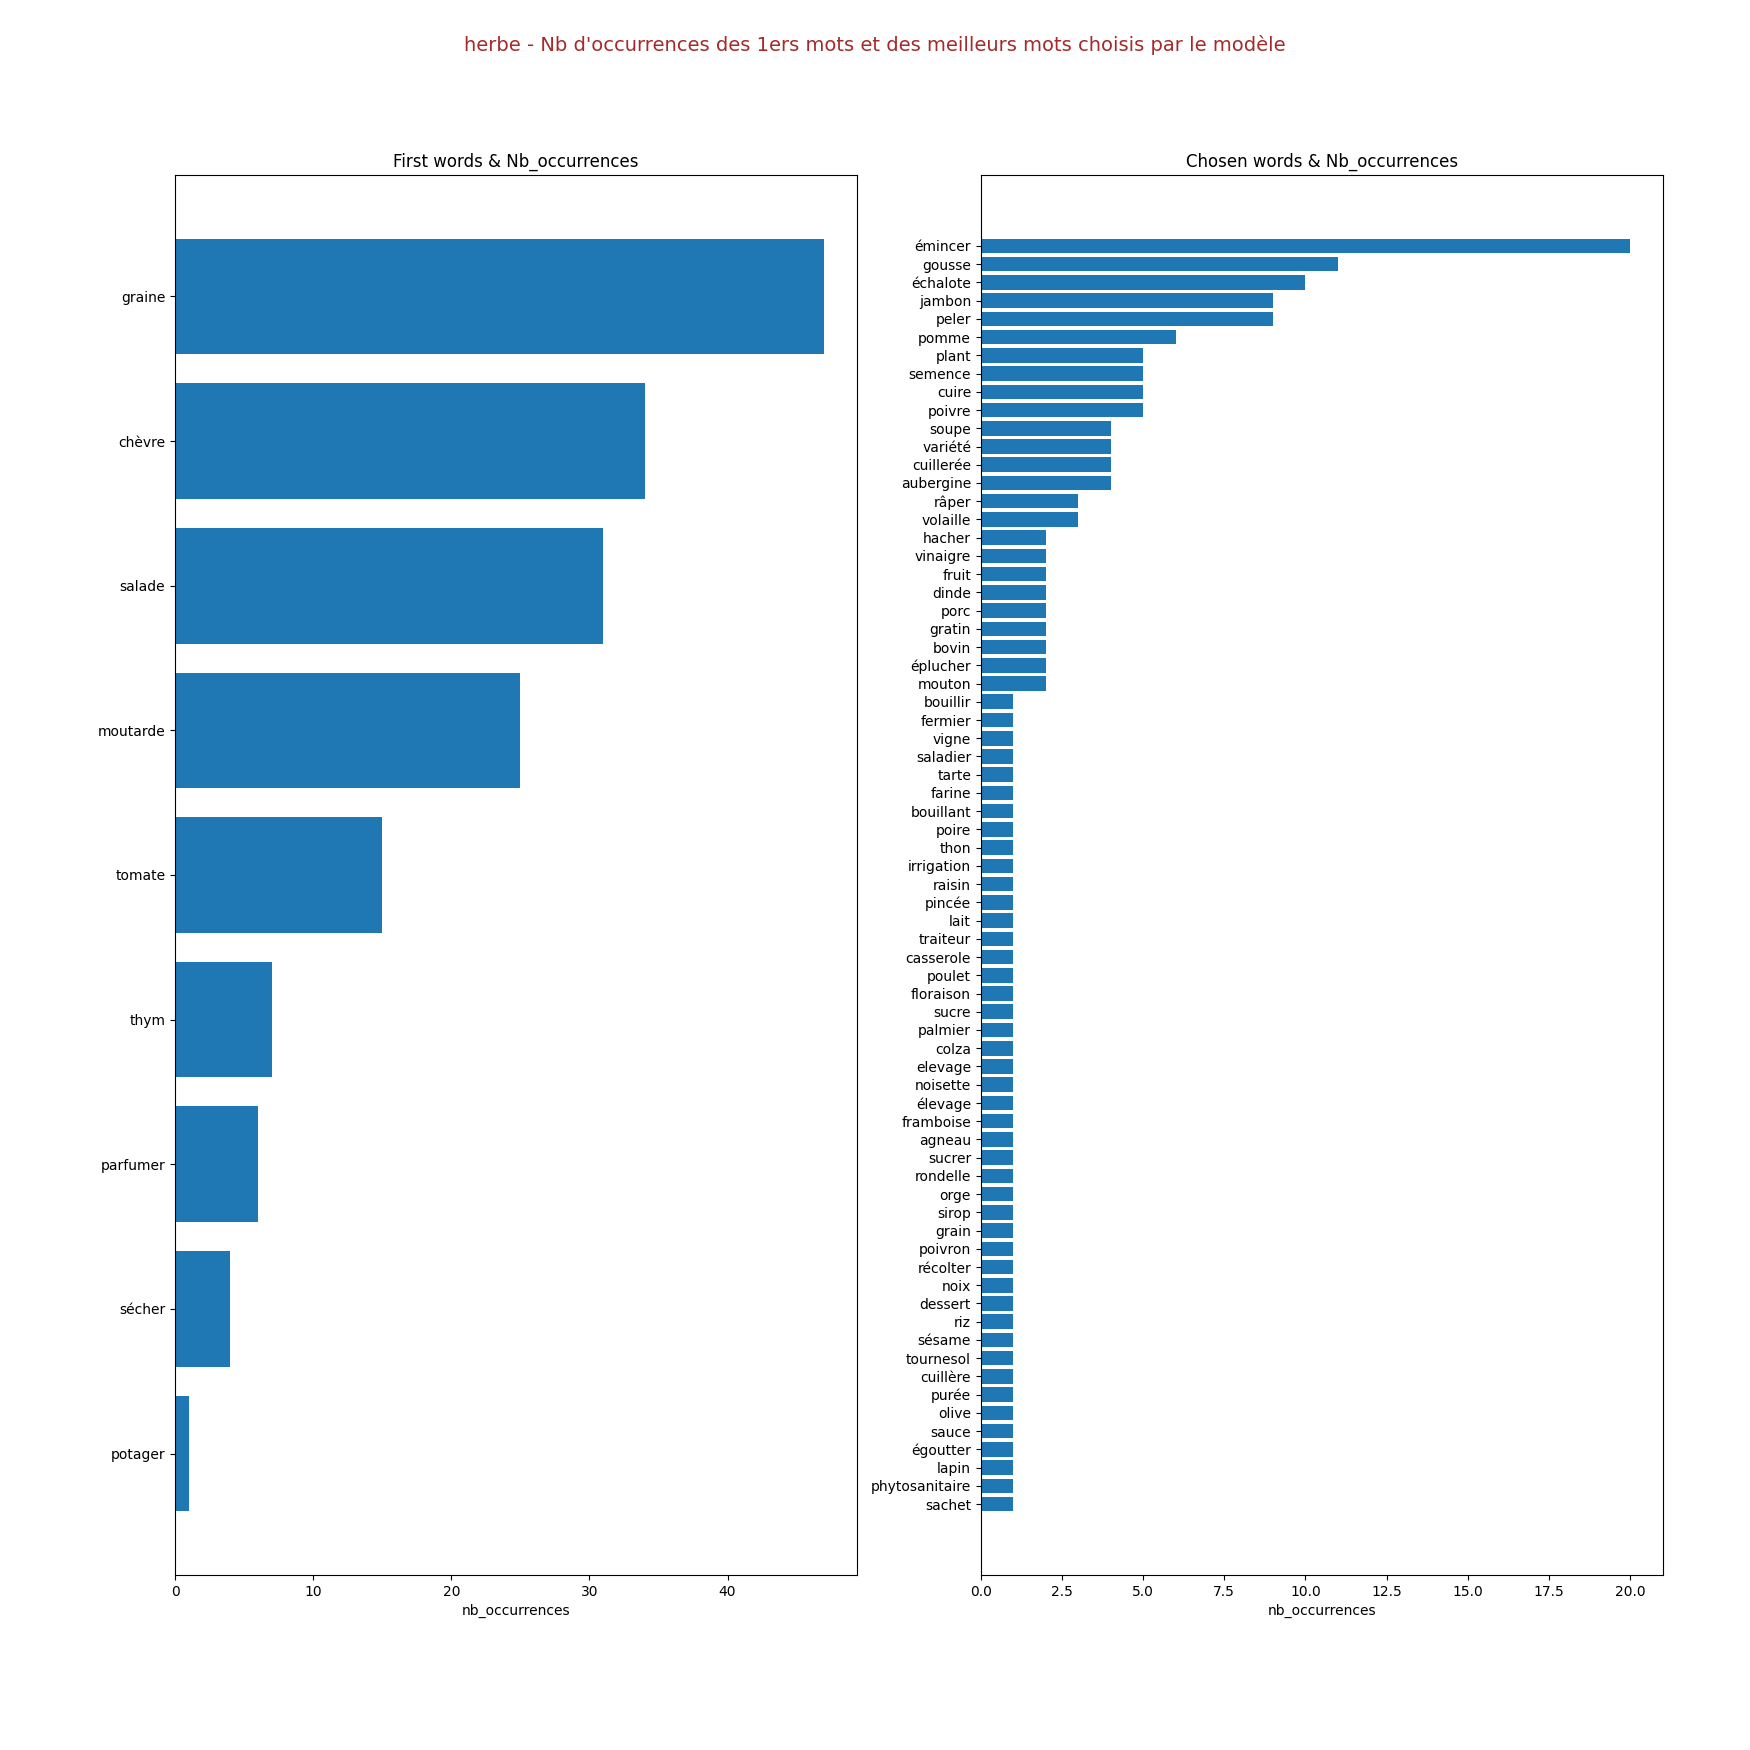 herbe - Nb d'occurrences des 1ers mots et des meilleurs mots choisis par le modèle
First words & Nb_occurrences
graine
chèvre
salade
moutarde
tomate
thym
parfumer
sécher
potager
0 10 20 30 40
nb_occurrences
Chosen words & Nb_occurrences
émincer
gousse
échalote
jambon
peler
pomme
plant
semence
cuire
poivre
soupe
variété
cuillerée
aubergine
râper
volaille
hacher
vinaigre
fruit
dinde
porc
gratin
bovin
éplucher
mouton
bouillir
fermier
vigne
saladier
tarte
farine
bouillant
poire
thon
irrigation
raisin
pincée
lait
traiteur
casserole
poulet
floraison
sucre
palmier
colza
elevage
noisette
élevage
framboise
agneau
sucrer
rondelle
orge
sirop
grain
poivron
récolter
noix
dessert
riz
sésame
tournesol
cuillère
purée
olive
sauce
égoutter
lapin
phytosanitaire
sachet
0.0 2.5 5.0 7.5 10.0 12.5 15.0 17.5 20.0
nb_occurrences